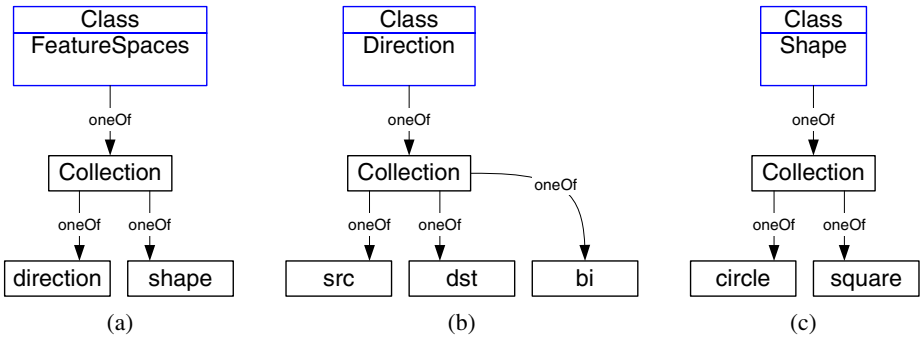 Class
FeatureSpaces
oneOf
Collection
oneOf
oneOf
direction
shape
(a)
Class
Direction
oneOf
Collection
oneOf
oneOf
oneOf
src
dst
bi
(b)
Class
Shape
oneOf
Collection
oneOf
oneOf
circle
square
(c)